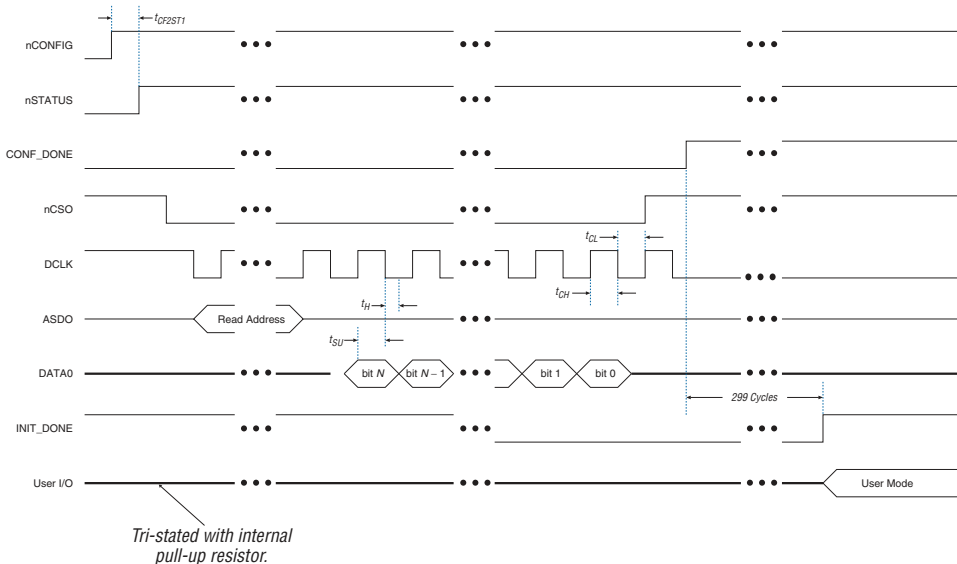 tCF2ST1
nCONFIG
nSTATUS
CONF_DONE
nCSO
tCL
DCLK
tCH
tH
ASDO
Read Address
tSU
DATA0
bit N
bit N – 1
bit 1
bit 0
299 Cycles
INIT_DONE
User I/O
User Mode
Tri-stated with internal
pull-up resistor.